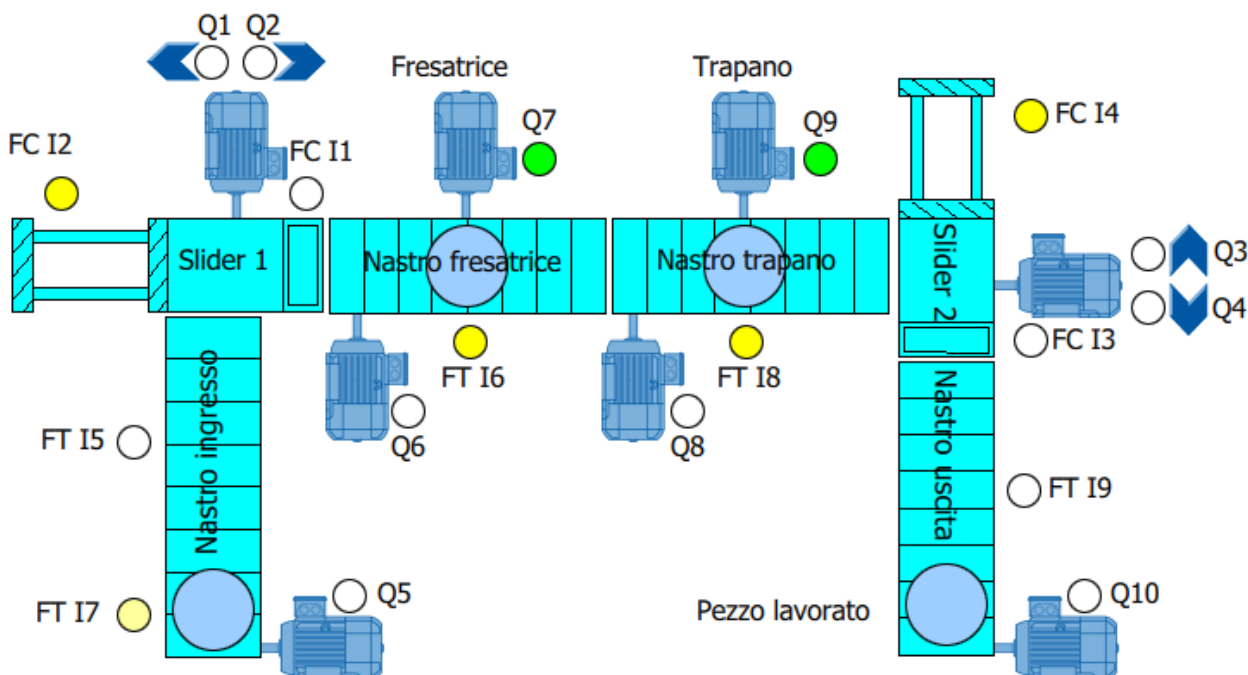 Q1
Q2
Fresatrice
Trapano
FC I4
Q7
Q9
FC I2
FC I1
Slider 1
Nastro fresatrice
Nastro trapano
Slider 2
Q3
Q4
FC I3
FT I6
FT I8
Nastro ingresso
Nastro uscita
Q6
Q8
FT I5
FT I9
FT I7
Q5
Pezzo lavorato
Q10